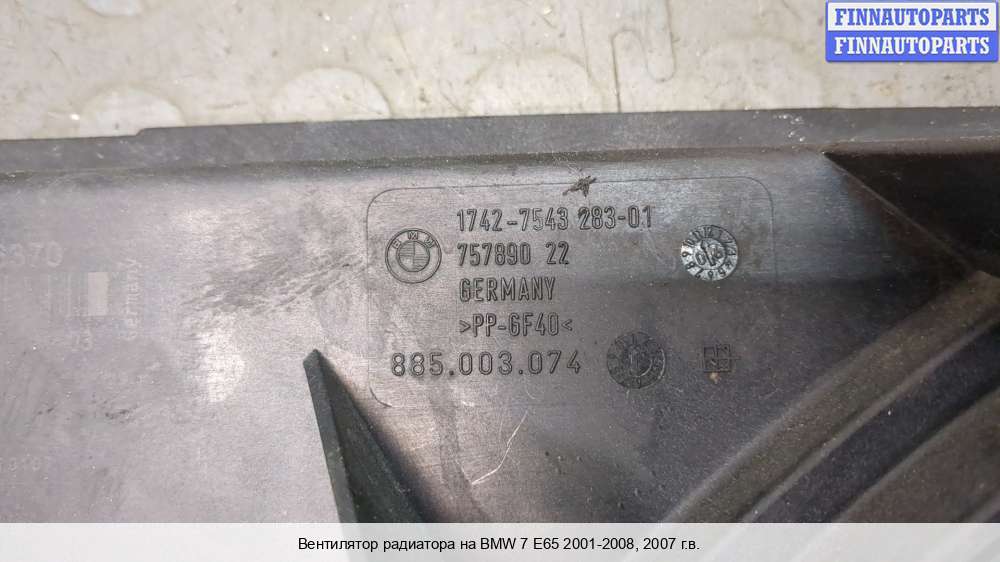 FINNAUTOPARTS
FINNAUTOPARTS
1742-7543 283-01
BMW
757890 22
GERMANY
>PP-GF40<
885.003.074
Вентилятор радиатора на BMW 7 E65 2001-2008, 2007 г.в.